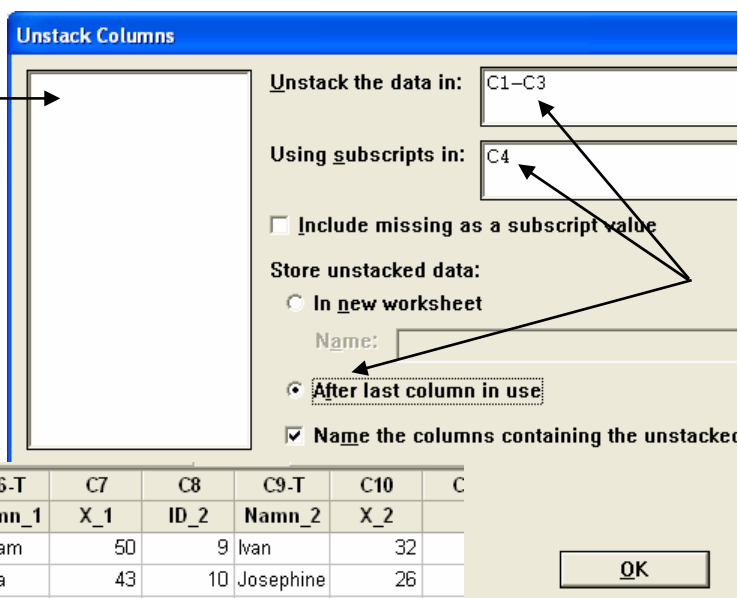 Unstack Columns
Unstack the data in:
C1-C3
Using subscripts in:
C4
Include missing as a subscript value
Store unstacked data:
In new worksheet
Name:
After last column in use
Name the columns containing the unstacked
C7 C8 C9-T C10
X_1 ID_2 Namn_2 X_2
50 9 Ivan 32
43 10 Josephine 26
OK